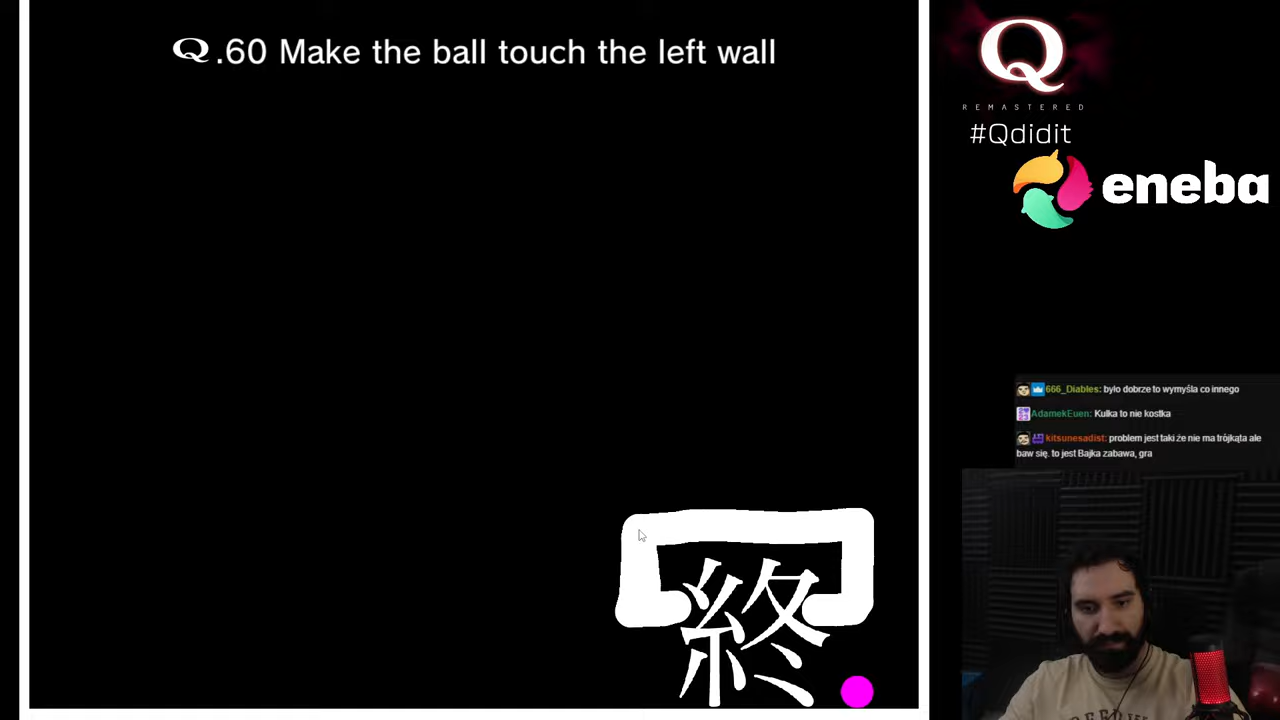 Q.60 Make the ball touch the left wall
Q
REMASTERED
#Qdidit
eneba
666_Diables: było dobrze to wymyśla co innego
AdamekEuen: Kulka to nie kostka
kitsunesadist: problem jest taki że nie ma trójkąta ale
baw się. to jest Bajka zabawa, gra
終